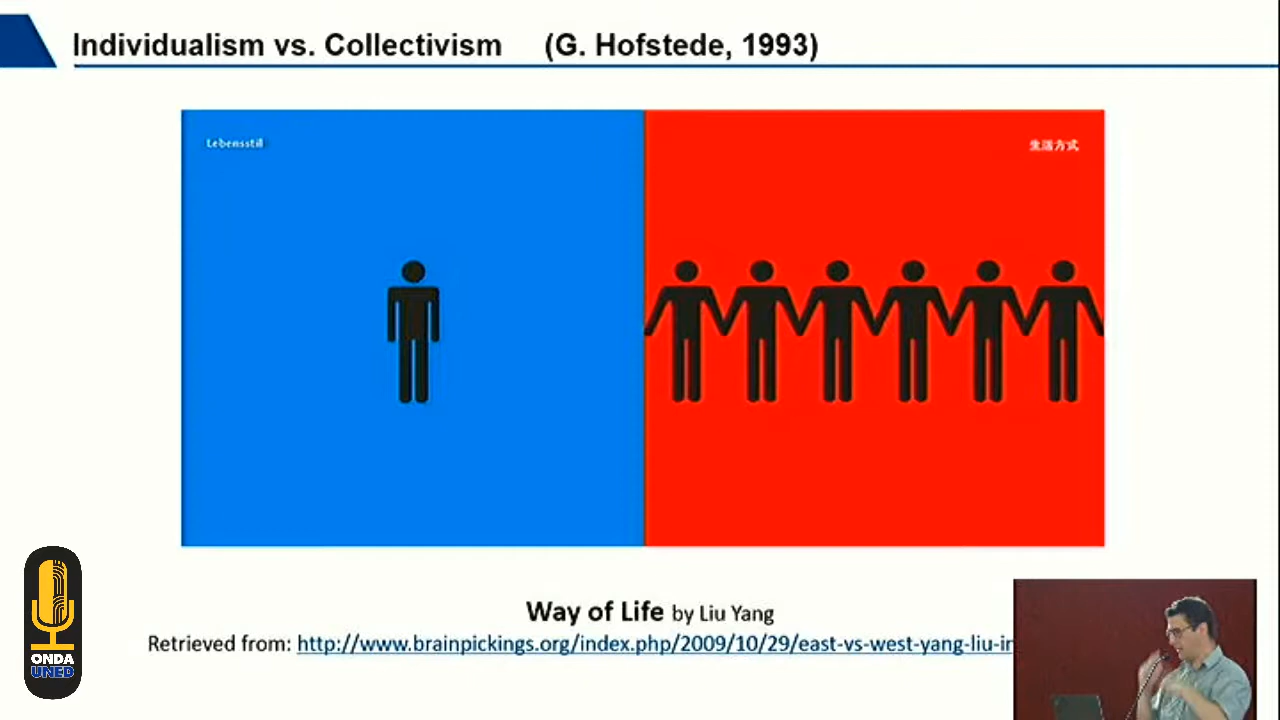 Individualism vs. Collectivism (G. Hofstede, 1993)
Lebensstil
生活方式
Way of Life by Liu Yang
Retrieved from: http://www.brainpickings.org/index.php/2009/10/29/east-vs-west-yang-liu-in
ONDA
UNED